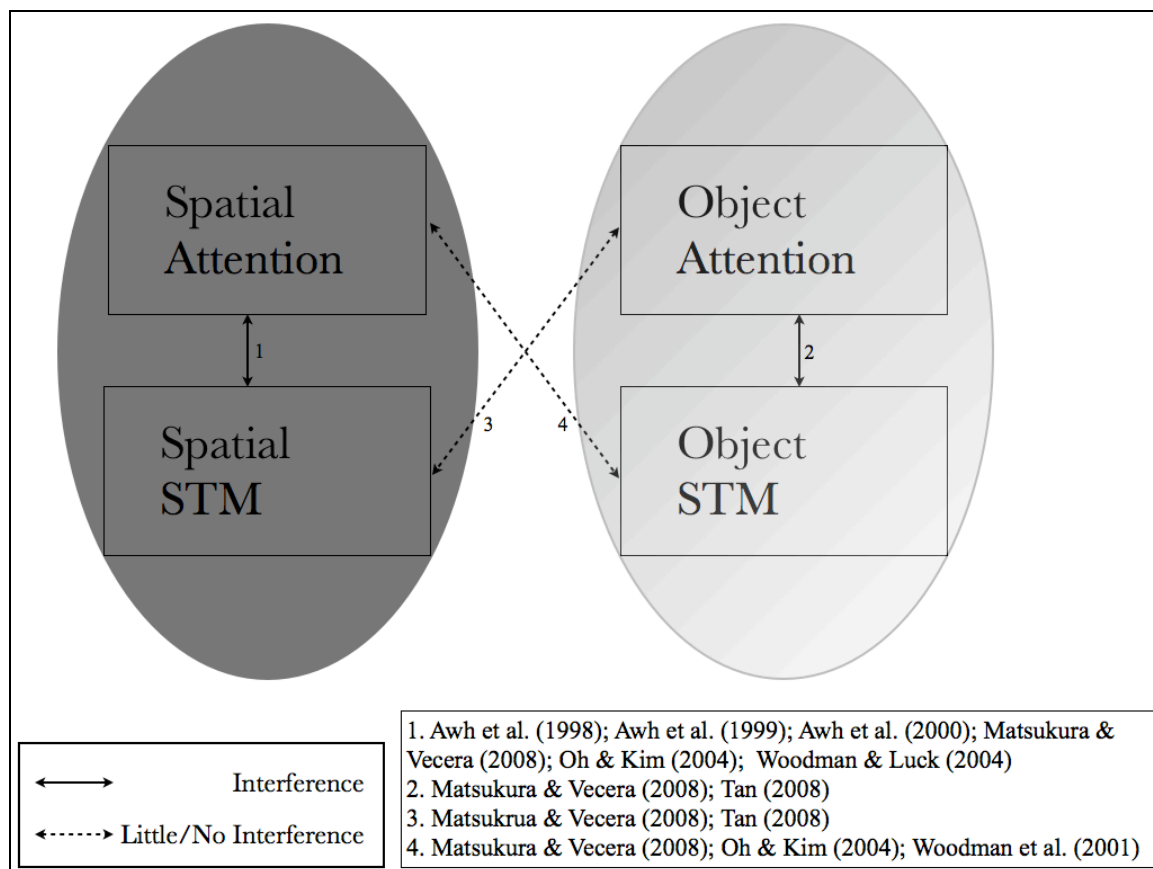 Spatial
Attention
Object
Attention
1
2
Spatial
STM
3
4
Object
STM
Interference
Little/No Interference
1. Awh et al. (1998); Awh et al. (1999); Awh et al. (2000); Matsukura &
Vecera (2008); Oh & Kim (2004); Woodman & Luck (2004)
2. Matsukura & Vecera (2008); Tan (2008)
3. Matsukrua & Vecera (2008); Tan (2008)
4. Matsukura & Vecera (2008); Oh & Kim (2004); Woodman et al. (2001)